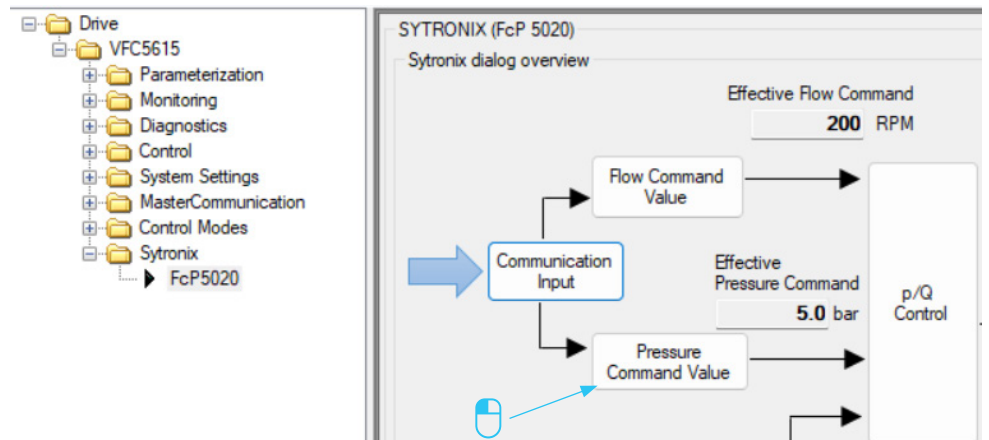 Drive
VFC5615
Parameterization
Monitoring
Diagnostics
Control
System Settings
MasterCommunication
Control Modes
Sytronix
FcP5020
SYTRONIX (FcP 5020)
Sytronix dialog overview
Effective Flow Command
200 RPM
Flow Command
Value
Communication
Input
Effective
Pressure Command
5.0 bar
p/Q
Control
Pressure
Command Value